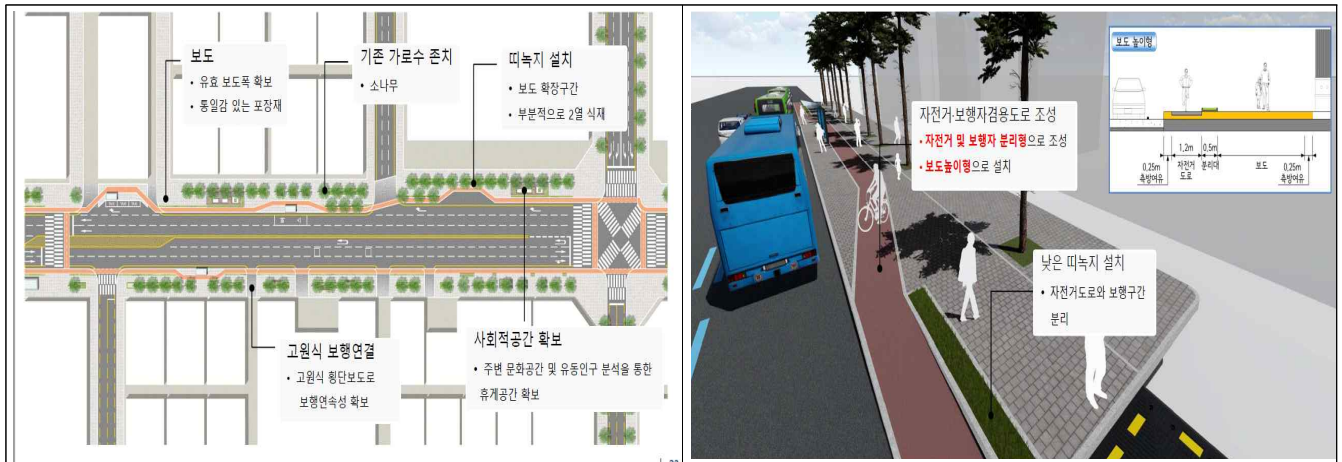 보도
• 유효 보도폭 확보
• 통일감 있는 포장재
기존 가로수 존치
• 소나무
띠녹지 설치
• 보도 확장구간
• 부분적으로 2열 식재
고원식 보행연결
• 고원식 횡단보도로
보행연속성 확보
사회적공간 확보
• 주변 문화공간 및 유동인구 분석을 통한
휴게공간 확보
자전거·보행자겸용도로 조성
• 자전거 및 보행자 분리형으로 조성
• 보도높이형으로 설치
보도 높이형
1.2m
0.5m
0.25m
측방여유
자전거
도로
분리대
보도
0.25m
측방여유
낮은 띠녹지 설치
• 자전거도로와 보행구간
분리